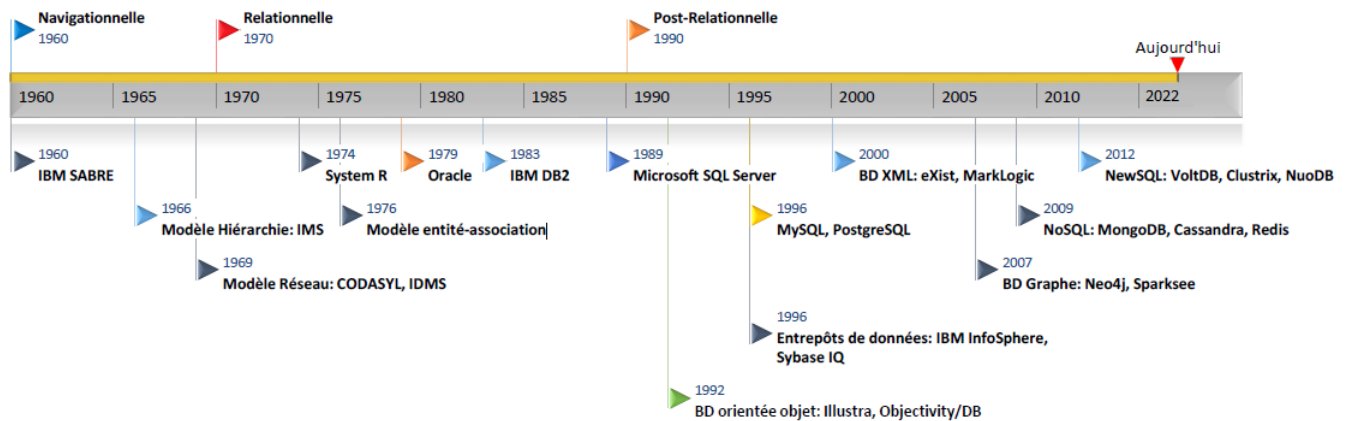 Navigationnelle
1960
Relationnelle
1970
Post-Relationnelle
1990
Aujourd'hui
1960 1965 1970 1975 1980 1985 1990 1995 2000 2005 2010 2022
1960
IBM SABRE
1974
System R
1979
Oracle
1983
IBM DB2
1989
Microsoft SQL Server
2000
BD XML: eXist, MarkLogic
2012
NewSQL: VoltDB, Clustrix, NuoDB
1966
Modèle Hiérarchie: IMS
1976
Modèle entité-association
1996
MySQL, PostgreSQL
2009
NoSQL: MongoDB, Cassandra, Redis
1969
Modèle Réseau: CODASYL, IDMS
2007
BD Graphe: Neo4j, Sparksee
1996
Entrepôts de données: IBM InfoSphere,
Sybase IQ
1992
BD orientée objet: Illustra, Objectivity/DB